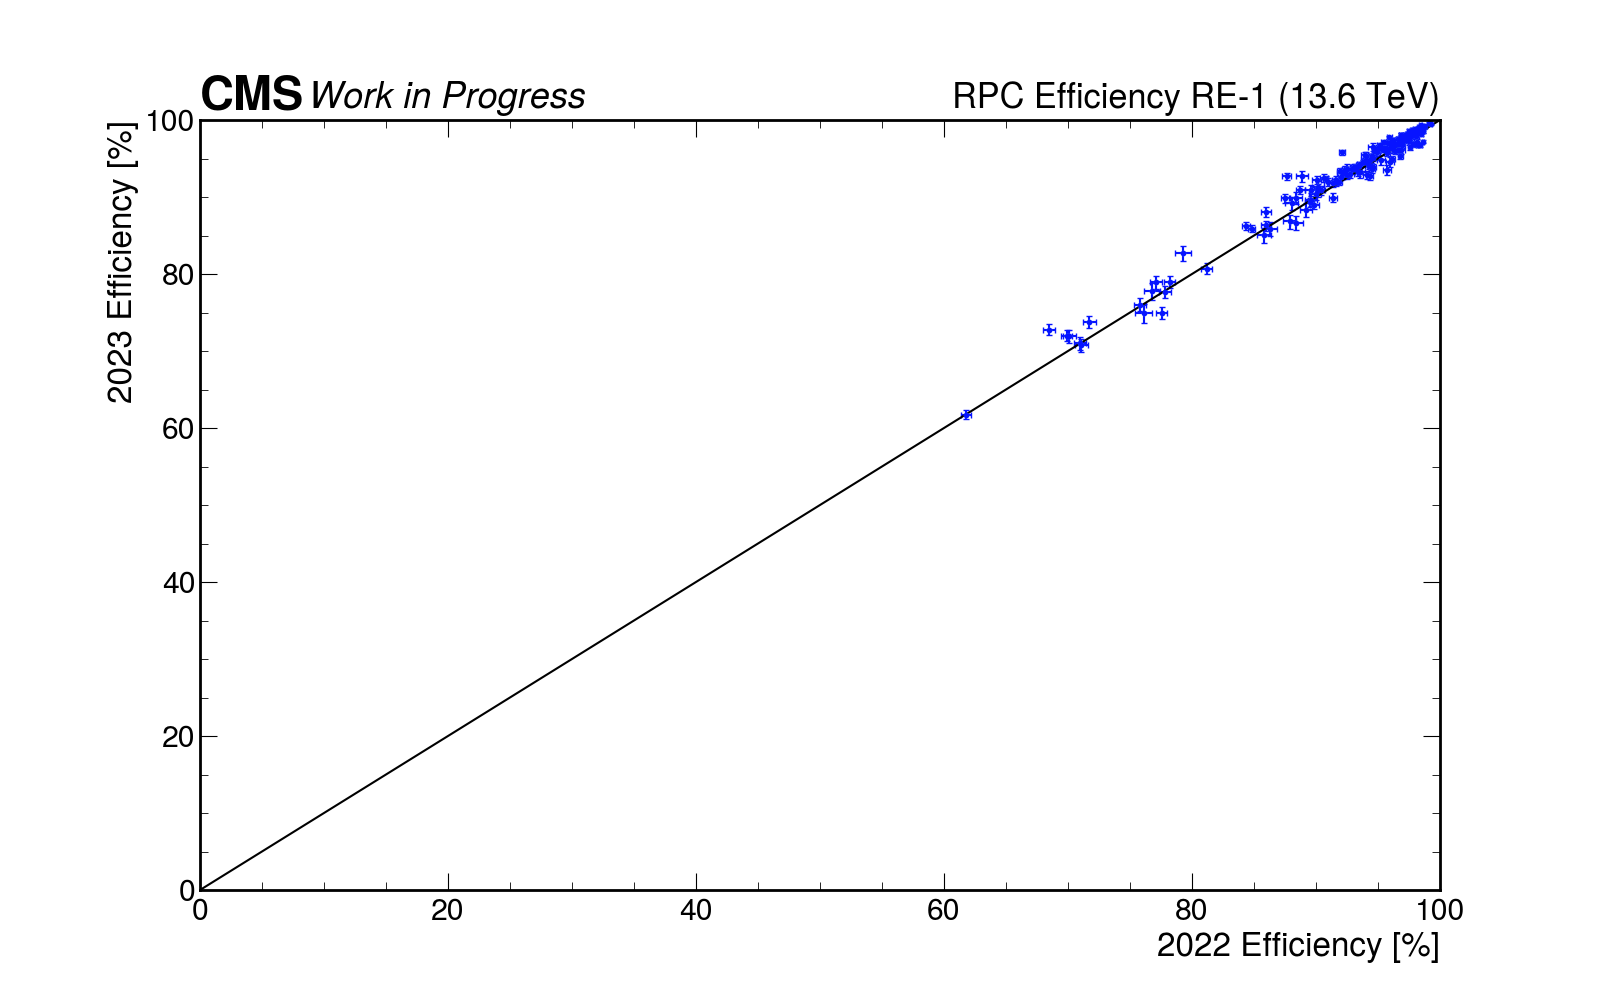 CMS Work in Progress
RPC Efficiency RE-1 (13.6 TeV)
2023 Efficiency [%]
100
80
60
40
20
0
0 20 40 60 80 100
2022 Efficiency [%]